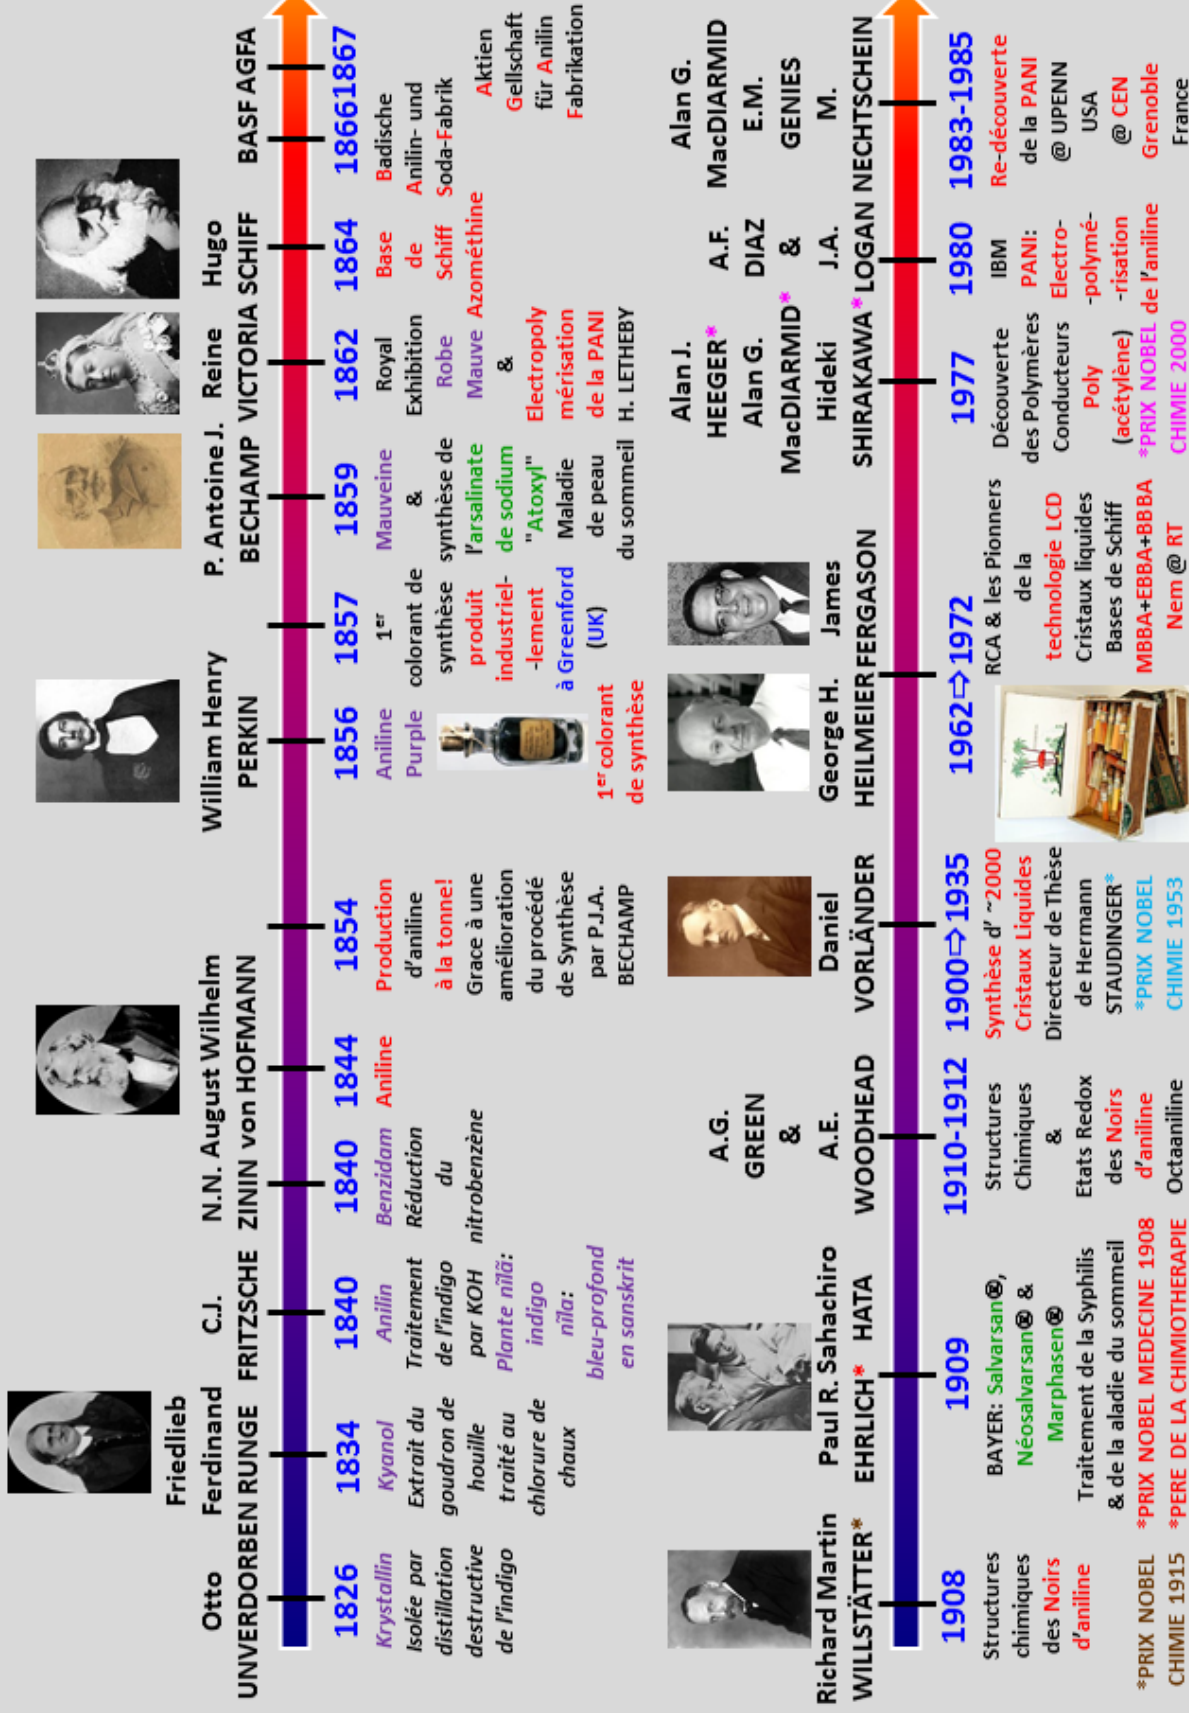 Otto
UNVERDORBEN
1826
Krystallin
Isolée par
distillation
destructive
de l'indigo
Friedlieb
Ferdinand
RUNGE
1834
Kyanol
Extrait du
goudron de
houille
traité au
chlorure de
chaux
C.J.
FRITZSCHE
1840
Anilin
Traitement
de l'indigo
par KOH
Plante nīlā:
indigo
nīla:
bleu-profond
en sanskrit
N.N.
ZININ
1840
Benzidam
Réduction
du
nitrobenzène
August Wilhelm
von HOFMANN
1844
Aniline
1854
Production
d'aniline
à la tonne!
Grace à une
amélioration
du procédé
de Synthèse
par P.J.A.
BECHAMP
William Henry
PERKIN
1856
Aniline
Purple
1er colorant
de synthèse
1857
1er
colorant de
synthèse
produit
industriel-
-lement
à Greenford
(UK)
P. Antoine J.
BECHAMP
1859
Mauveine
&
synthèse de
l'arsalinate
de sodium
"Atoxyl"
Maladie
de peau
du sommeil
Reine
VICTORIA
1862
Royal
Exhibition
Robe
Mauve
&
Electropoly
mérisation
de la PANI
H. LETHEBY
Hugo
SCHIFF
1864
Base
de
Schiff
Azométhine
BASF
1866
Badische
Anilin- und
Soda-Fabrik
AGFA
1867
Aktien
Gellschaft
für Anilin
Fabrikation
Richard Martin
WILLSTÄTTER*
1908
Structures
chimiques
des Noirs
d'aniline
*PRIX NOBEL
CHIMIE 1915
Paul R. Sahachiro
EHRLICH* HATA
1909
BAYER: Salvarsan®,
Néosalvarsan® &
Marphasen®
Traitement de la Syphilis
& de la aladie du sommeil
*PRIX NOBEL MEDECINE 1908
*PERE DE LA CHIMIOTHERAPIE
A.G.
GREEN
&
A.E.
WOODHEAD
1910-1912
Structures
Chimiques
&
Etats Redox
des Noirs
d'aniline
Octaaniline
Daniel
VORLÄNDER
1900⇨1935
Synthèse d' ~2000
Cristaux Liquides
Directeur de Thèse
de Hermann
STAUDINGER*
*PRIX NOBEL
CHIMIE 1953
George H. James
HEILMEIER FERGASON
1962⇨1972
RCA & les Pionners
de la
technologie LCD
Cristaux liquides
Bases de Schiff
MBBA+EBBA+BBBA
Nem @ RT
Alan J.
HEEGER*
Alan G.
MacDIARMID*
Hideki
SHIRAKAWA*
1977
Découverte
des Polymères
Conducteurs
Poly
(acétylène)
*PRIX NOBEL
CHIMIE 2000
A.F.
DIAZ
&
J.A.
LOGAN
1980
IBM
PANI:
Electro-
-polymé-
-risation
de l'aniline
Alan G.
MacDIARMID
E.M.
GENIES
M.
NECHTSCHEIN
1983-1985
Re-découverte
de la PANI
@ UPENN
USA
@ CEN
Grenoble
France